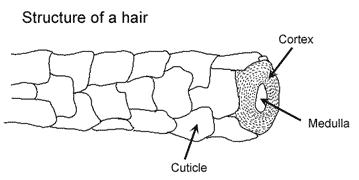 Structure of a hair
Cortex
Medulla
Cuticle